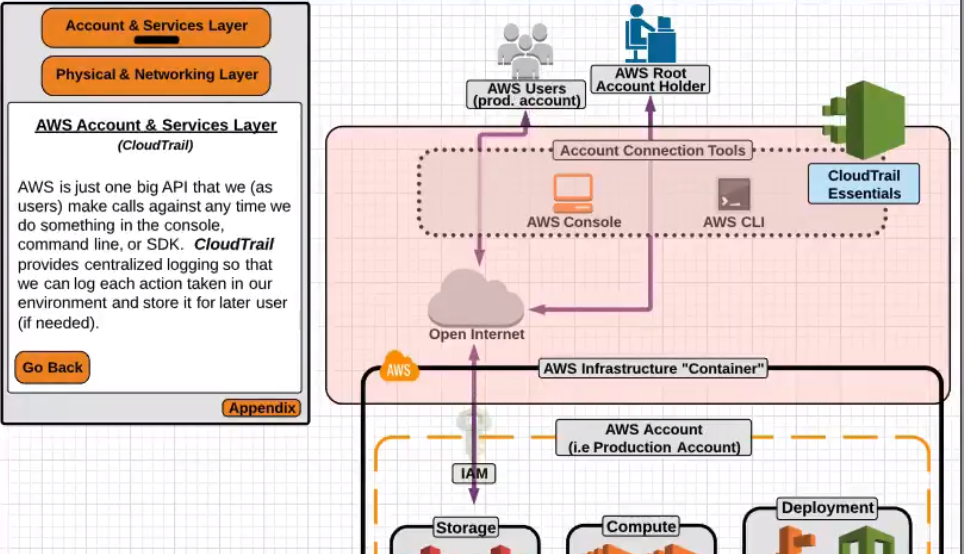 Account & Services Layer
Physical & Networking Layer
AWS Account & Services Layer
(CloudTrail)
AWS is just one big API that we (as
users) make calls against any time we
do something in the console,
command line, or SDK. CloudTrail
provides centralized logging so that
we can log each action taken in our
environment and store it for later user
(if needed).
Go Back
Appendix
AWS Users
(prod. account)
AWS Root
Account Holder
Account Connection Tools
AWS Console
AWS CLI
CloudTrail
Essentials
Open Internet
AWS
AWS Infrastructure "Container"
AWS Account
(i.e Production Account)
IAM
Storage
Compute
Deployment